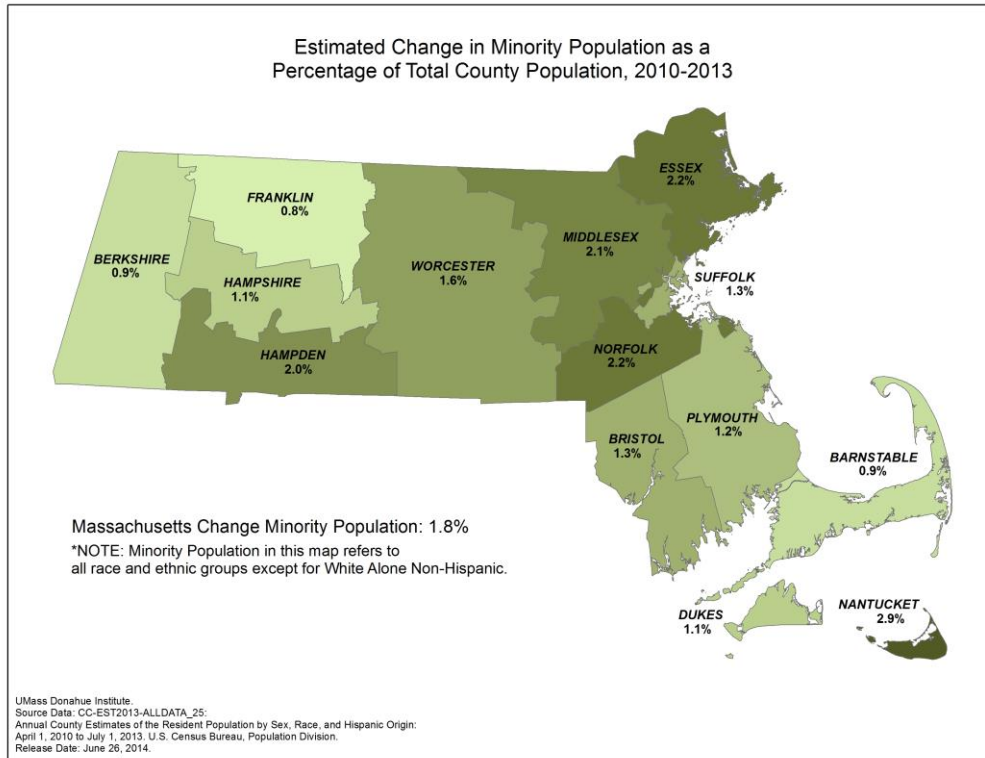 Estimated Change in Minority Population as a
Percentage of Total County Population, 2010-2013
ESSEX
2.2%
FRANKLIN
0.8%
MIDDLESEX
2.1%
BERKSHIRE
0.9%
WORCESTER
1.6%
SUFFOLK
1.3%
HAMPSHIRE
1.1%
HAMPDEN
2.0%
NORFOLK
2.2%
PLYMOUTH
1.2%
BRISTOL
1.3%
BARNSTABLE
0.9%
Massachusetts Change Minority Population: 1.8%
*NOTE: Minority Population in this map refers to
all race and ethnic groups except for White Alone Non-Hispanic.
DUKES
1.1%
NANTUCKET
2.9%
UMass Donahue Institute.
Source Data: CC-EST2013-ALLDATA_25:
Annual County Estimates of the Resident Population by Sex, Race, and Hispanic Origin:
April 1, 2010 to July 1, 2013. U.S. Census Bureau, Population Division.
Release Date: June 26, 2014.